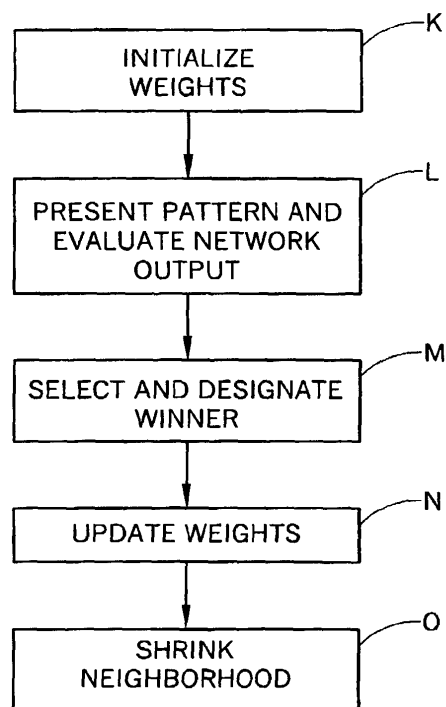 K
INITIALIZE
WEIGHTS
L
PRESENT PATTERN AND
EVALUATE NETWORK
OUTPUT
M
SELECT AND DESIGNATE
WINNER
N
UPDATE WEIGHTS
O
SHRINK
NEIGHBORHOOD